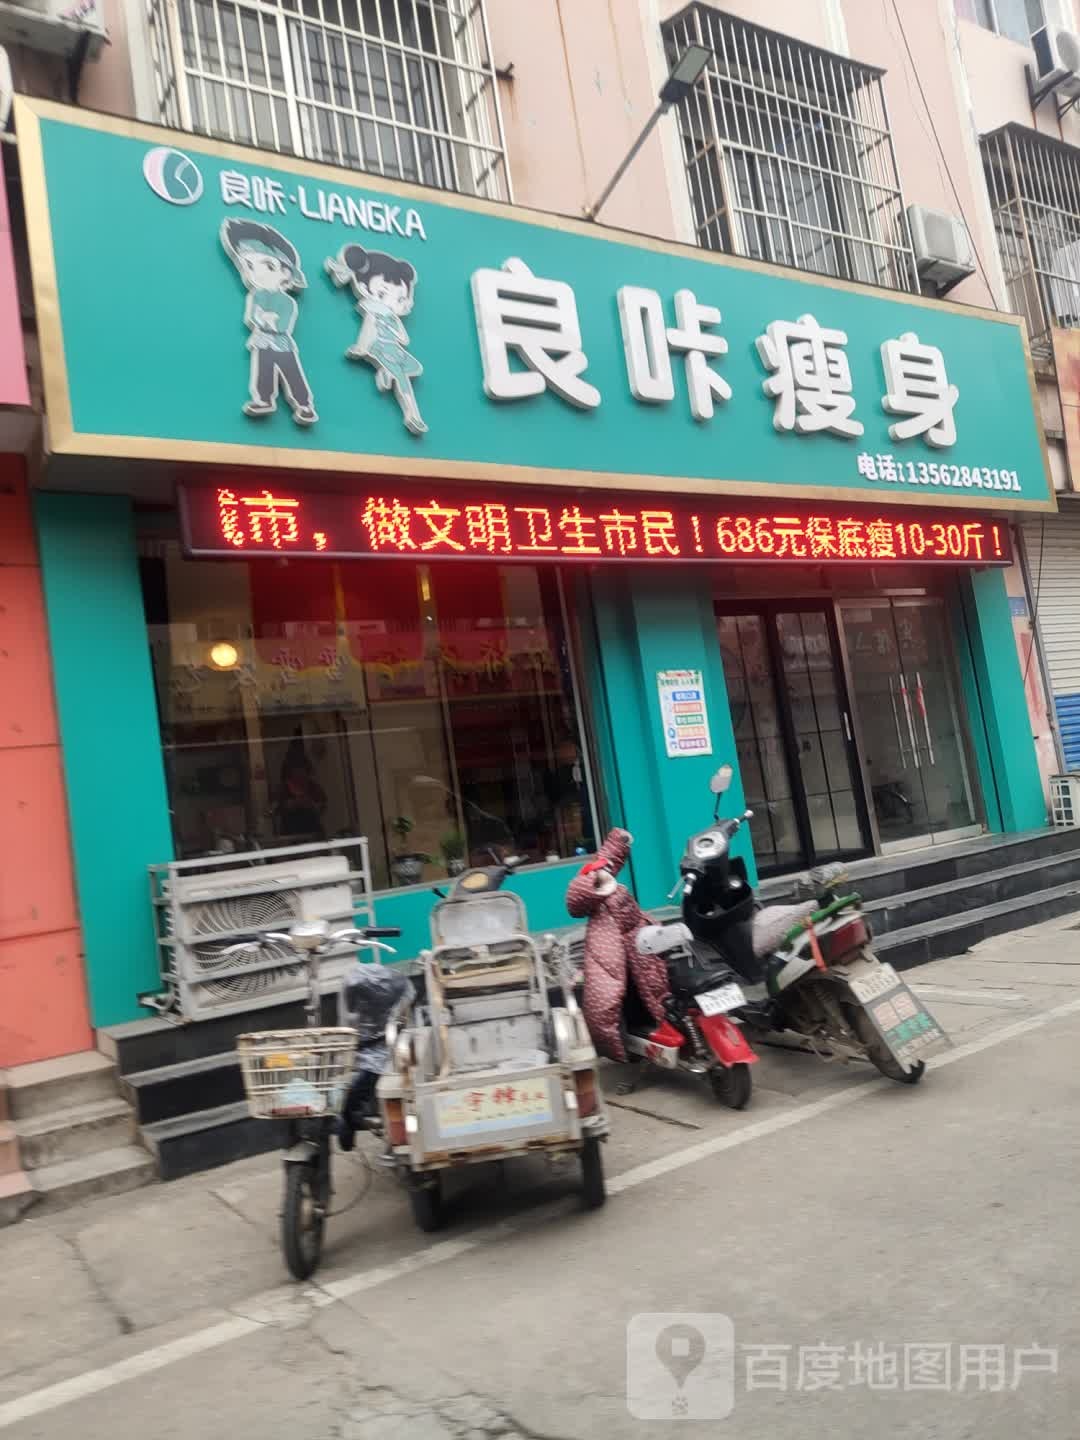 良咔·LIANGKA
良咔瘦身
电话:13562843191
市，做文明卫生市民！686元保底瘦10-30斤！
百度地图用户